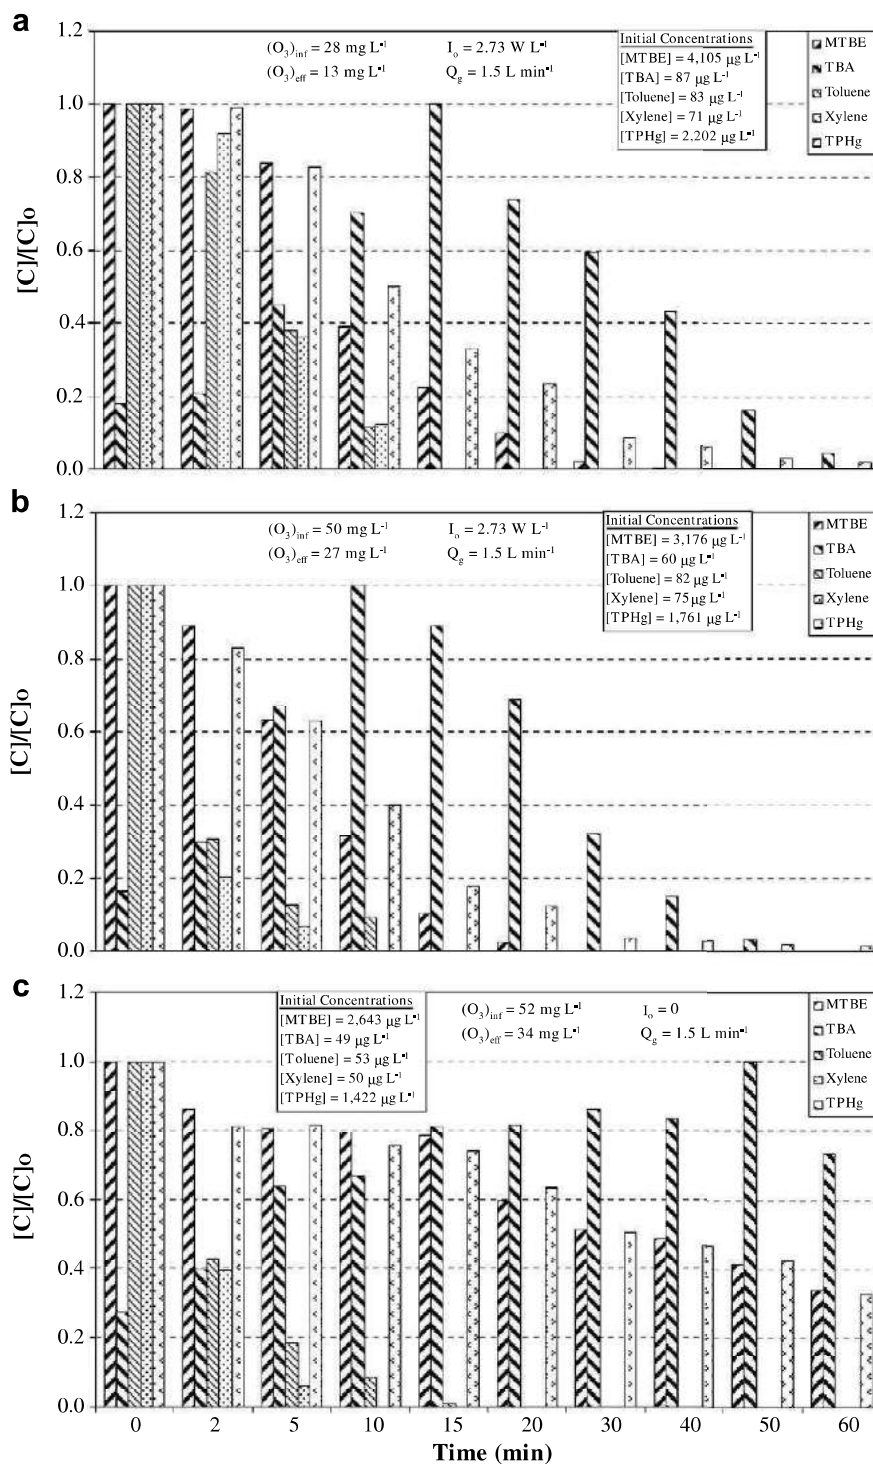 a
1.2
1.0
0.8
0.6
0.4
0.2
0.0
[C]/[C]o
(O₃)inf = 28 mg L⁻¹
Iₒ = 2.73 W L⁻¹
(O₃)eff = 13 mg L⁻¹
Qg = 1.5 L min⁻¹
Initial Concentrations
[MTBE] = 4,105 µg L⁻¹
[TBA] = 87 µg L⁻¹
[Toluene] = 83 µg L⁻¹
[Xylene] = 71 µg L⁻¹
[TPHg] = 2,202 µg L⁻¹
MTBE
TBA
Toluene
Xylene
TPHg
b
1.2
1.0
0.8
0.6
0.4
0.2
0.0
[C]/[C]o
(O₃)inf = 50 mg L⁻¹
Iₒ = 2.73 W L⁻¹
(O₃)eff = 27 mg L⁻¹
Qg = 1.5 L min⁻¹
Initial Concentrations
[MTBE] = 3,176 µg L⁻¹
[TBA] = 60 µg L⁻¹
[Toluene] = 82 µg L⁻¹
[Xylene] = 75µg L⁻¹
[TPHg] = 1,761 µg L⁻¹
MTBE
TBA
Toluene
Xylene
TPHg
c
1.2
1.0
0.8
0.6
0.4
0.2
0.0
[C]/[C]o
Initial Concentrations
[MTBE] = 2,643 µg L⁻¹
[TBA] = 49 µg L⁻¹
[Toluene] = 53 µg L⁻¹
[Xylene] = 50 µg L⁻¹
[TPHg] = 1,422 µg L⁻¹
(O₃)inf = 52 mg L⁻¹
Iₒ = 0
(O₃)eff = 34 mg L⁻¹
Qg = 1.5 L min⁻¹
MTBE
TBA
Toluene
Xylene
TPHg
0 2 5 10 15 20 30 40 50 60
Time (min)